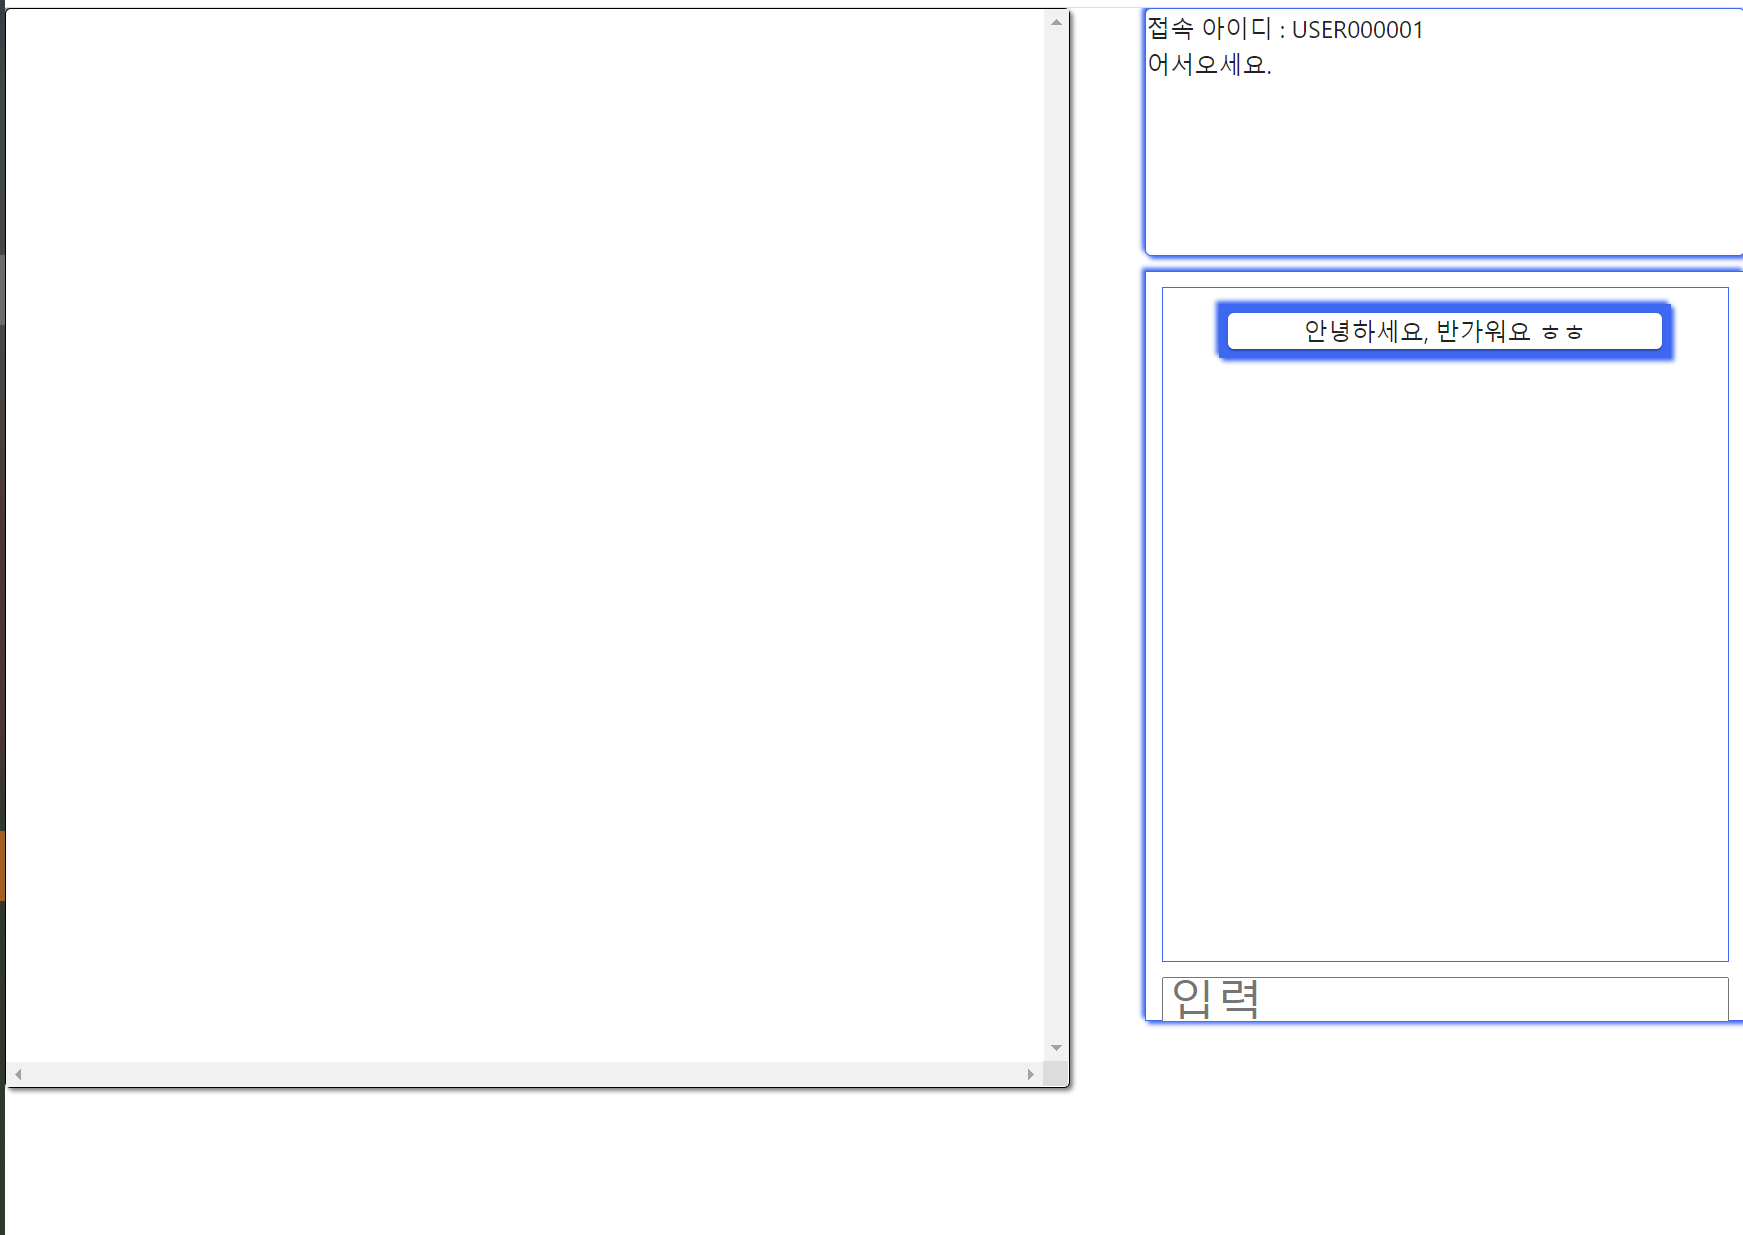 접속 아이디 : USER000001
어서오세요.
안녕하세요, 반가워요 ㅎㅎ
입력